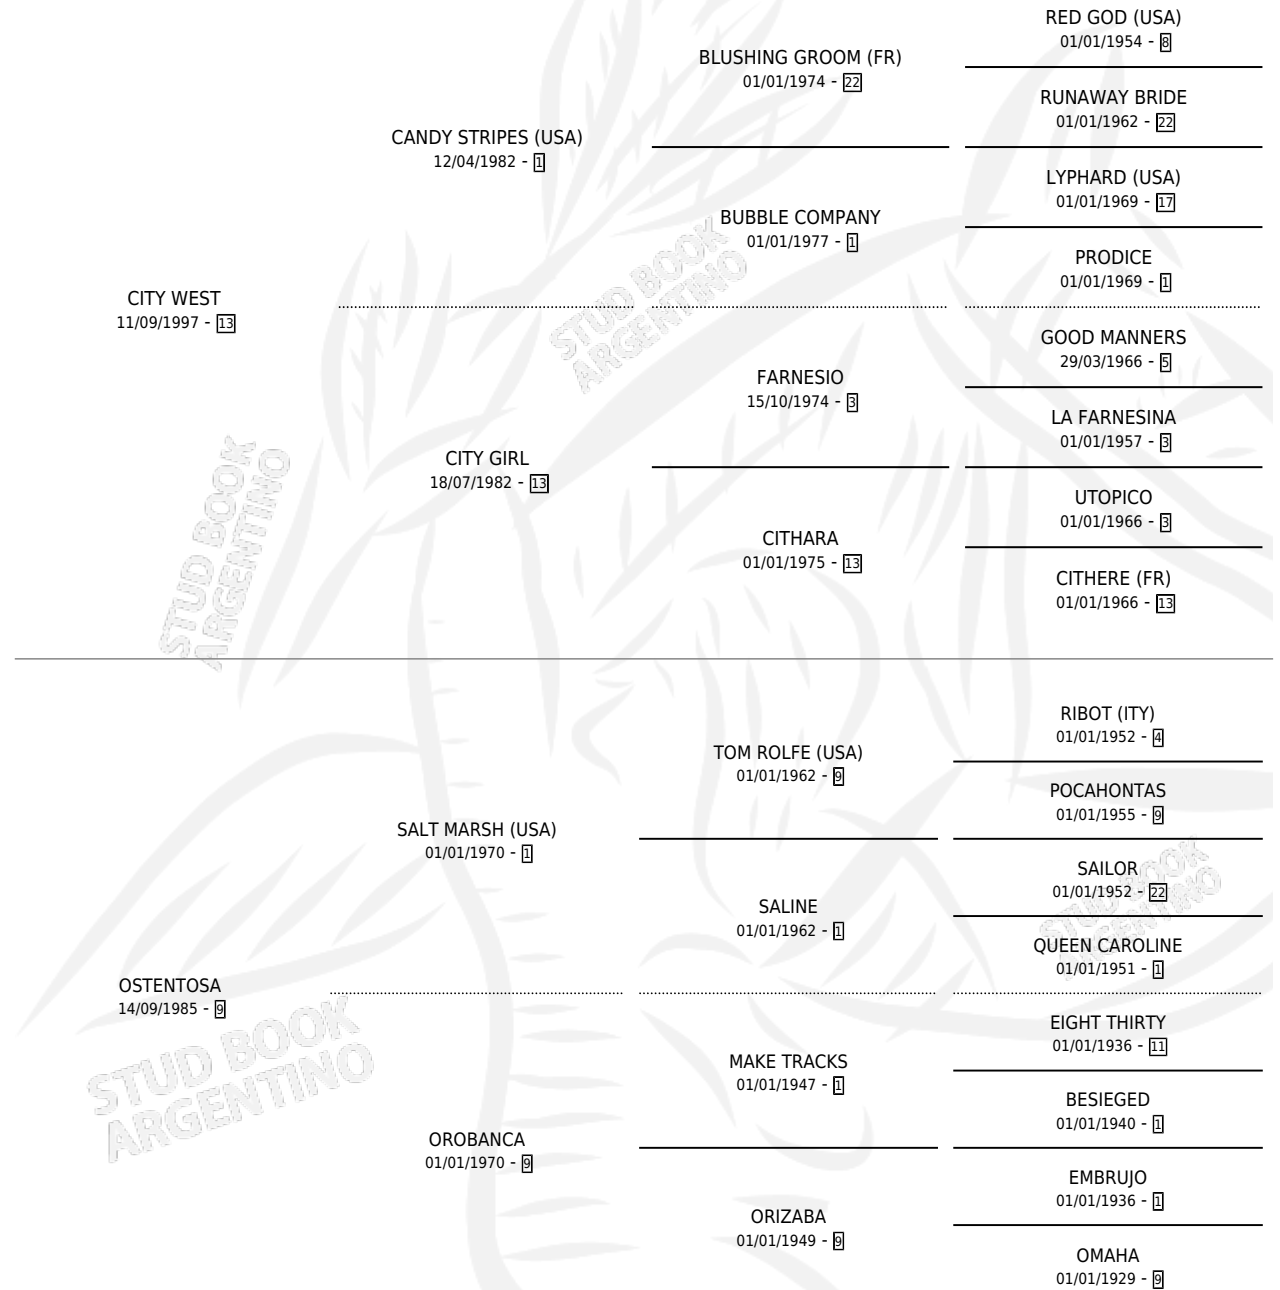 RED GOD (USA)
01/01/1954 - 8
BLUSHING GROOM (FR)
01/01/1974 - 22
RUNAWAY BRIDE
01/01/1962 - 22
CANDY STRIPES (USA)
12/04/1982 - 1
LYPHARD (USA)
01/01/1969 - 17
BUBBLE COMPANY
01/01/1977 - 1
PRODICE
01/01/1969 - 1
CITY WEST
11/09/1997 - 13
STUD BOOK
ARGENTINO
GOOD MANNERS
29/03/1966 - 5
FARNESIO
15/10/1974 - 3
LA FARNESINA
01/01/1957 - 3
CITY GIRL
18/07/1982 - 13
UTOPICO
01/01/1966 - 3
CITHARA
01/01/1975 - 13
CITHERE (FR)
01/01/1966 - 13
STUD BOOK
ARGENTINO
RIBOT (ITY)
01/01/1952 - 4
TOM ROLFE (USA)
01/01/1962 - 9
POCAHONTAS
01/01/1955 - 9
SALT MARSH (USA)
01/01/1970 - 1
SAILOR
01/01/1952 - 22
SALINE
01/01/1962 - 1
QUEEN CAROLINE
01/01/1951 - 1
STUD BOOK
ARGENTINO
OSTENTOSA
14/09/1985 - 9
EIGHT THIRTY
01/01/1936 - 11
MAKE TRACKS
01/01/1947 - 1
BESIEGED
01/01/1940 - 1
STUD BOOK
ARGENTINO
OROBANCA
01/01/1970 - 9
EMBRUJO
01/01/1936 - 1
ORIZABA
01/01/1949 - 9
OMAHA
01/01/1929 - 9